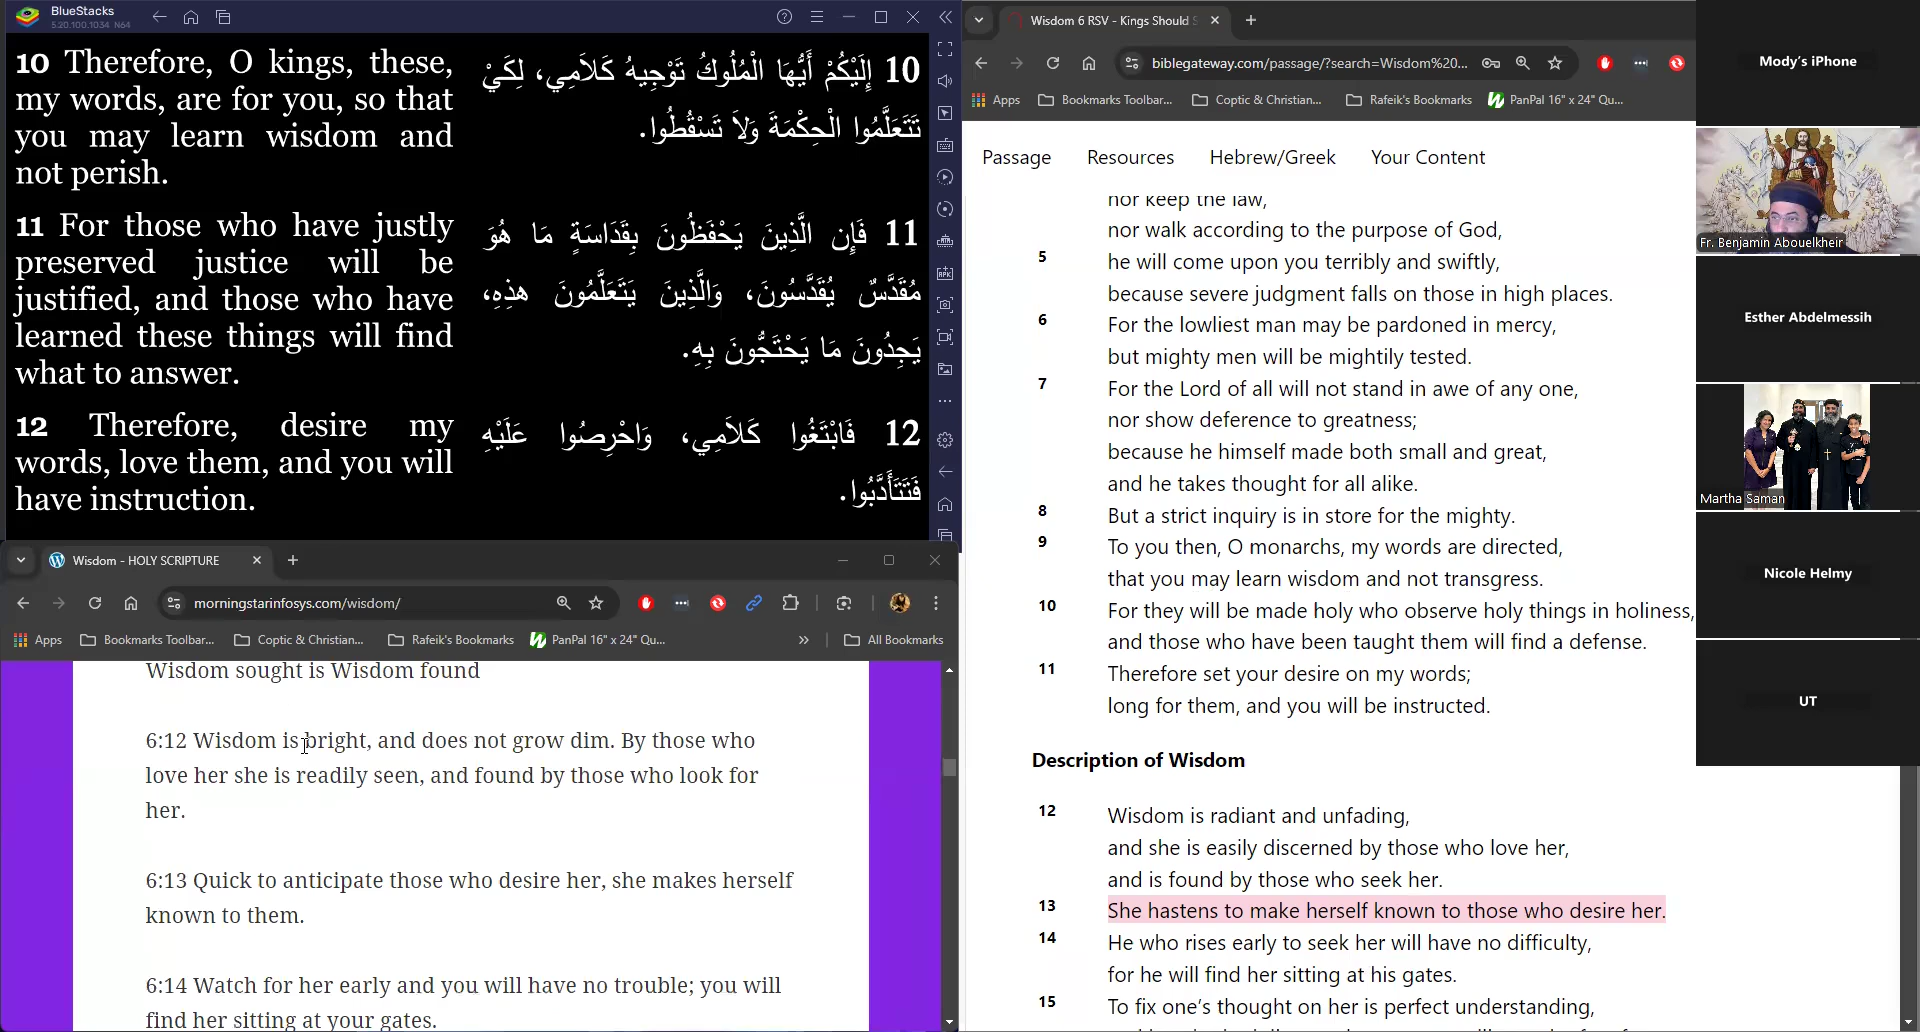 BlueStacks
5.20.100.1034 N64
10 Therefore, O kings, these,
my words, are for you, so that
you may learn wisdom and
not perish.
11 For those who have justly
preserved justice will be
justified, and those who have
learned these things will find
what to answer.
12 Therefore, desire my
words, love them, and you will
have instruction.
10 إِلَيْكُمْ أَيُّهَا الْمُلُوكُ تَوْجِيهُ كَلاَمِي، لِكَيْ
تَتَعَلَّمُوا الْحِكْمَةَ وَلاَ تَسْقُطُوا.
11 فَإِن الَّذِينَ يَحْفَظُونَ بِقَدَاسَةٍ مَا هُوَ
مُقَدَّسٌ يُقَدَّسُونَ، وَالَّذِينَ يَتَعَلَّمُونَ هذِهِ،
يَجِدُونَ مَا يَحْتَجُّونَ بِهِ.
12 فَابْتَغُوا كَلاَمِي، وَاحْرِصُوا عَلَيْهِ
فَتَتَأَدَّبُوا.
Wisdom - HOLY SCRIPTURE
morningstarinfosys.com/wisdom/
Apps Bookmarks Toolbar... Coptic & Christian... Rafeik's Bookmarks PanPal 16" x 24" Qu... » All Bookmarks
Wisdom sought is Wisdom found
6:12 Wisdom is bright, and does not grow dim. By those who
love her she is readily seen, and found by those who look for
her.
6:13 Quick to anticipate those who desire her, she makes herself
known to them.
6:14 Watch for her early and you will have no trouble; you will
find her sitting at your gates.
Wisdom 6 RSV - Kings Should S
biblegateway.com/passage/?search=Wisdom%20...
Apps Bookmarks Toolbar... Coptic & Christian... Rafeik's Bookmarks PanPal 16" x 24" Qu...
Passage Resources Hebrew/Greek Your Content
nor keep the law,
nor walk according to the purpose of God,
5 he will come upon you terribly and swiftly,
because severe judgment falls on those in high places.
6 For the lowliest man may be pardoned in mercy,
but mighty men will be mightily tested.
7 For the Lord of all will not stand in awe of any one,
nor show deference to greatness;
because he himself made both small and great,
and he takes thought for all alike.
8 But a strict inquiry is in store for the mighty.
9 To you then, O monarchs, my words are directed,
that you may learn wisdom and not transgress.
10 For they will be made holy who observe holy things in holiness,
and those who have been taught them will find a defense.
11 Therefore set your desire on my words;
long for them, and you will be instructed.
Description of Wisdom
12 Wisdom is radiant and unfading,
and she is easily discerned by those who love her,
and is found by those who seek her.
13 She hastens to make herself known to those who desire her.
14 He who rises early to seek her will have no difficulty,
for he will find her sitting at his gates.
15 To fix one's thought on her is perfect understanding,
Mody's iPhone
Fr. Benjamin Abouelkheir
Esther Abdelmessih
Martha Saman
Nicole Helmy
UT